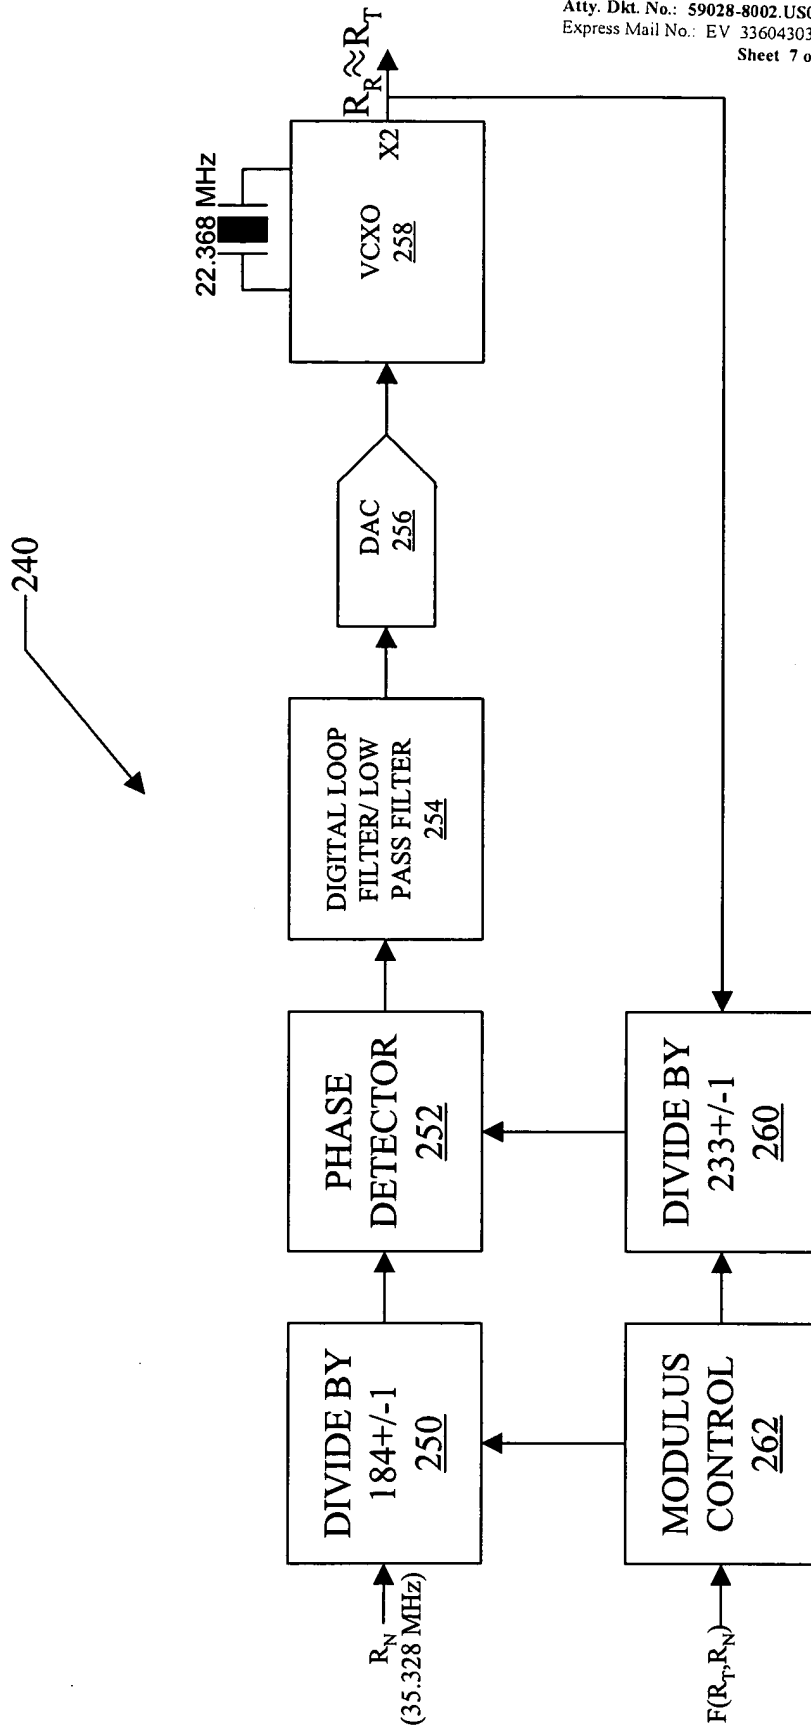 Atty. Dkt. No.: 59028-8002.US0
Express Mail No.: EV 33604303
Sheet 7 o
240
R_N
(35.328 MHz)
DIVIDE BY
184+/-1
250
PHASE
DETECTOR
252
DIGITAL LOOP
FILTER/ LOW
PASS FILTER
254
DAC
256
22.368 MHz
VCXO
258
X2
R_R≈R_T
F(R_T,R_N)
MODULUS
CONTROL
262
DIVIDE BY
233+/-1
260